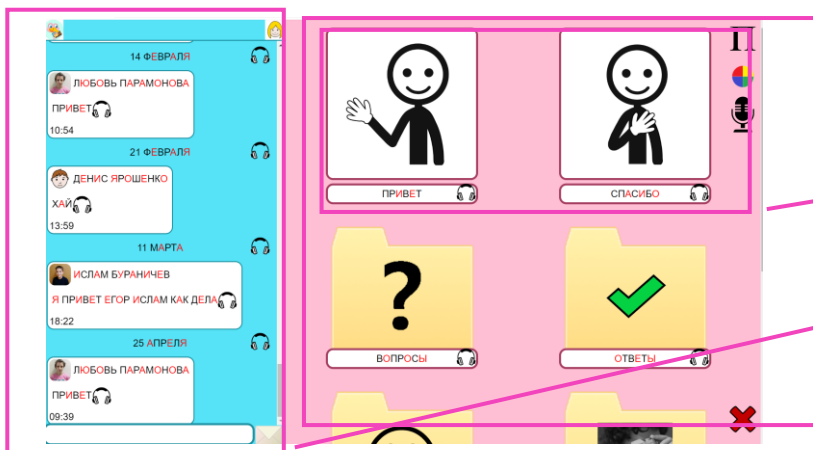 14 ФЕВРАЛЯ
ЛЮБОВЬ ПАРАМОНОВА
ПРИВЕТ
10:54
21 ФЕВРАЛЯ
ДЕНИС ЯРОШЕНКО
ХАЙ
13:59
11 МАРТА
ИСЛАМ БУРАНИЧЕВ
Я ПРИВЕТ ЕГОР ИСЛАМ КАК ДЕЛА
18:22
25 АПРЕЛЯ
ЛЮБОВЬ ПАРАМОНОВА
ПРИВЕТ
09:39
П
ПРИВЕТ
СПАСИБО
?
ВОПРОСЫ
ОТВЕТЫ